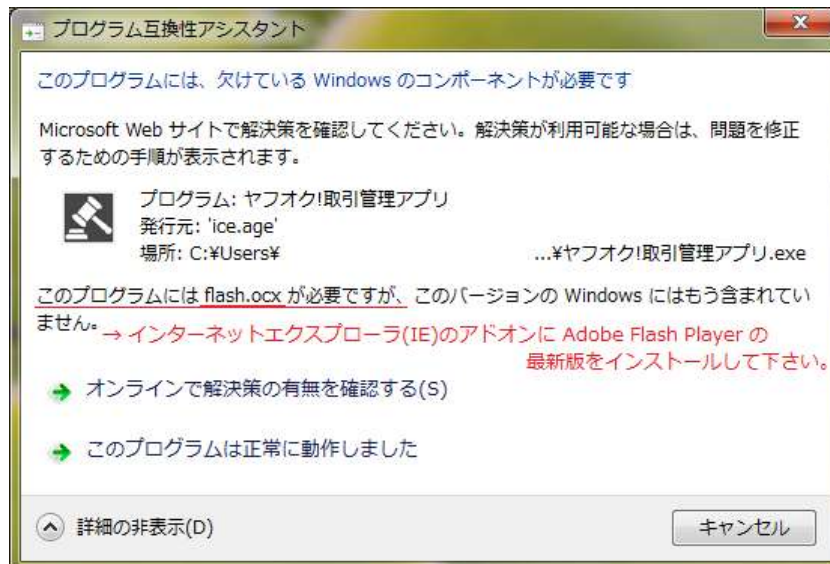 プログラム互換性アシスタント
このプログラムには、欠けている Windows のコンポーネントが必要です
Microsoft Web サイトで解決策を確認してください。解決策が利用可能な場合は、問題を修正
するための手順が表示されます。
プログラム: ヤフオク!取引管理アプリ
発行元: 'ice.age'
場所: C:¥Users¥ ...¥ヤフオク!取引管理アプリ.exe
このプログラムには flash.ocx が必要ですが、このバージョンの Windows にはもう含まれてい
ません。
→ インターネットエクスプローラ(IE)のアドオンに Adobe Flash Player の
最新版をインストールして下さい。
オンラインで解決策の有無を確認する(S)
このプログラムは正常に動作しました
詳細の非表示(D) キャンセル